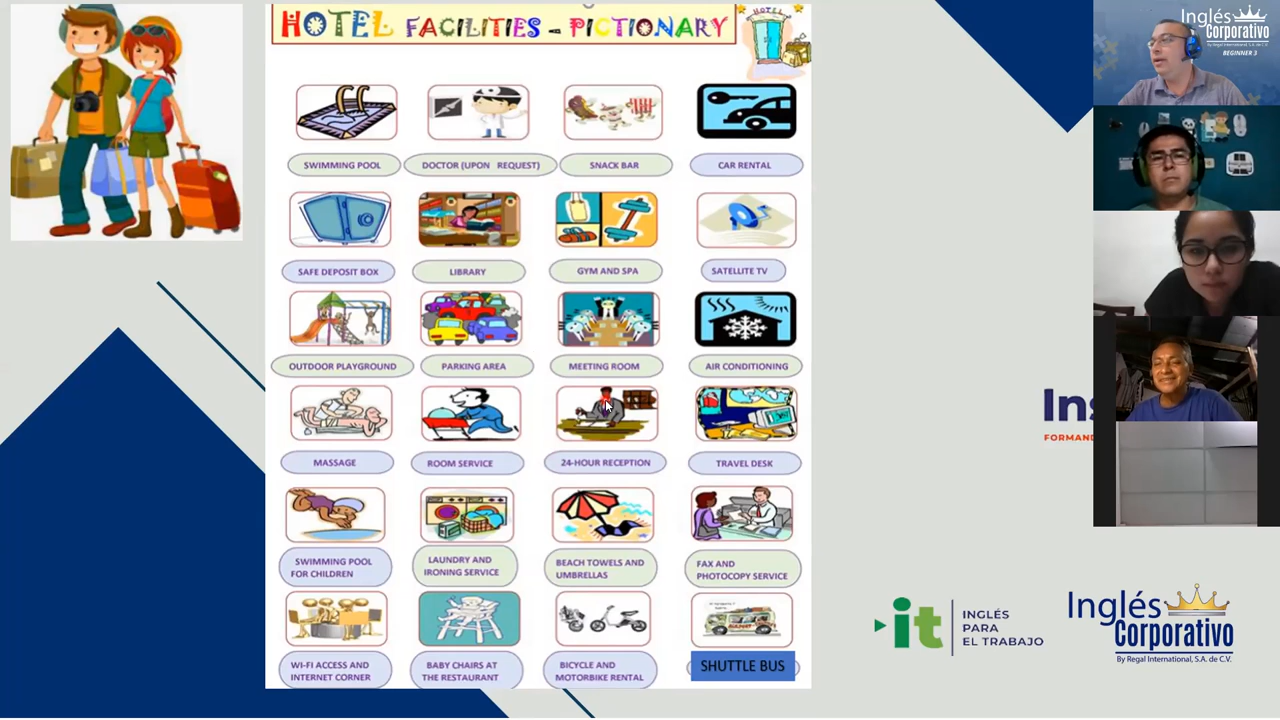 HOTEL FACILITIES - PICTIONARY
HOTEL
SWIMMING POOL
DOCTOR (UPON REQUEST)
SNACK BAR
CAR RENTAL
SAFE DEPOSIT BOX
LIBRARY
GYM AND SPA
SATELLITE TV
OUTDOOR PLAYGROUND
PARKING AREA
MEETING ROOM
AIR CONDITIONING
MASSAGE
ROOM SERVICE
24-HOUR RECEPTION
TRAVEL DESK
SWIMMING POOL
FOR CHILDREN
LAUNDRY AND
IRONING SERVICE
BEACH TOWELS AND
UMBRELLAS
FAX AND
PHOTOCOPY SERVICE
WI-FI ACCESS AND
INTERNET CORNER
BABY CHAIRS AT
THE RESTAURANT
BICYCLE AND
MOTORBIKE RENTAL
SHUTTLE BUS
Inglés
Corporativo
By Regal International, S.A. de C.V.
BEGINNER 3
Ins
FORMAND
it
INGLÉS
PARA
EL TRABAJO
Inglés
Corporativo
By Regal International, S.A. de C.V.